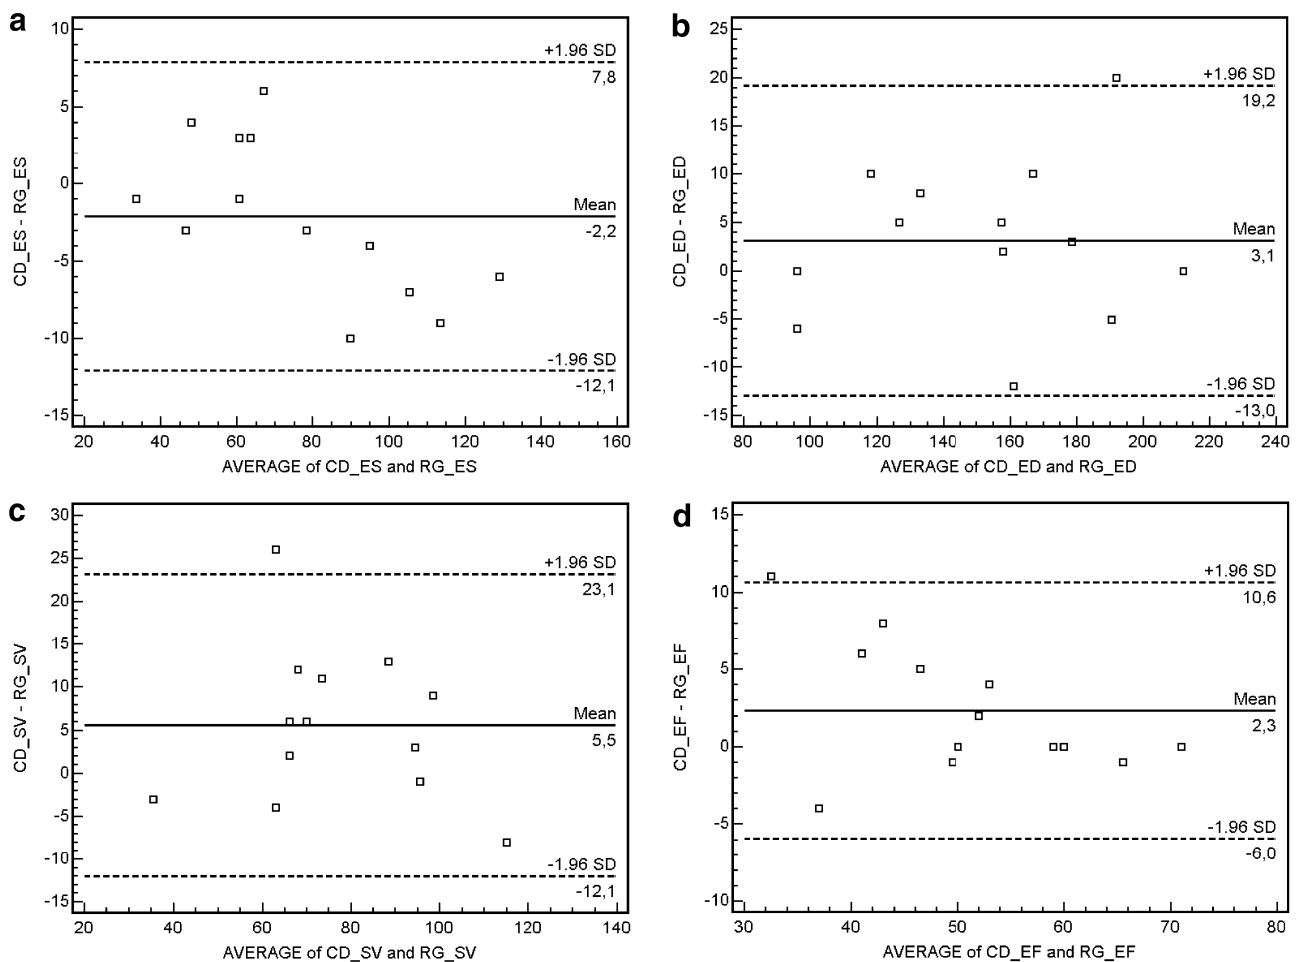 a
10
5
0
-5
-10
-15
CD_ES - RG_ES
+1.96 SD
7,8
Mean
-2,2
-1.96 SD
-12,1
20 40 60 80 100 120 140 160
AVERAGE of CD_ES and RG_ES
b
25
20
15
10
5
0
-5
-10
-15
CD_ED - RG_ED
+1.96 SD
19,2
Mean
3,1
-1.96 SD
-13,0
80 100 120 140 160 180 200 220 240
AVERAGE of CD_ED and RG_ED
c
30
25
20
15
10
5
0
-5
-10
-15
CD_SV - RG_SV
+1.96 SD
23,1
Mean
5,5
-1.96 SD
-12,1
20 40 60 80 100 120 140
AVERAGE of CD_SV and RG_SV
d
15
10
5
0
-5
-10
CD_EF - RG_EF
+1.96 SD
10,6
Mean
2,3
-1.96 SD
-6,0
30 40 50 60 70 80
AVERAGE of CD_EF and RG_EF